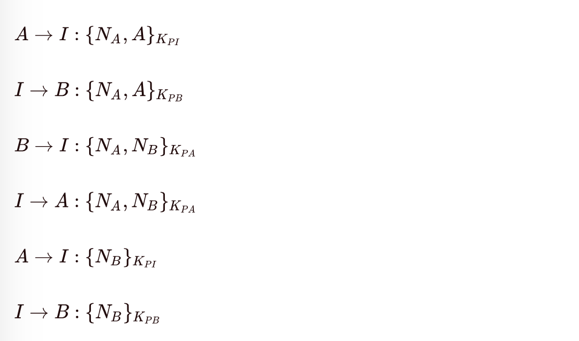 A → I : {N_A, A}_{K_{PI}}
I → B : {N_A, A}_{K_{PB}}
B → I : {N_A, N_B}_{K_{PA}}
I → A : {N_A, N_B}_{K_{PA}}
A → I : {N_B}_{K_{PI}}
I → B : {N_B}_{K_{PB}}